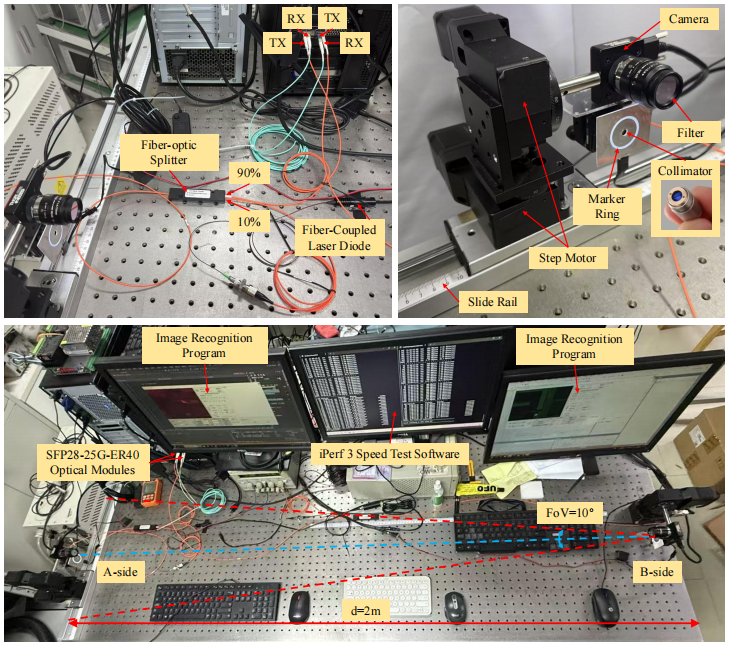 RX
TX
TX
RX
Fiber-optic
Splitter
90%
10%
Fiber-Coupled
Laser Diode
Camera
Filter
Collimator
Marker
Ring
Step Motor
Slide Rail
Image Recognition
Program
Image Recognition
Program
SFP28-25G-ER40
Optical Modules
iPerf 3 Speed Test Software
UFO
FoV=10°
A-side
B-side
d=2m